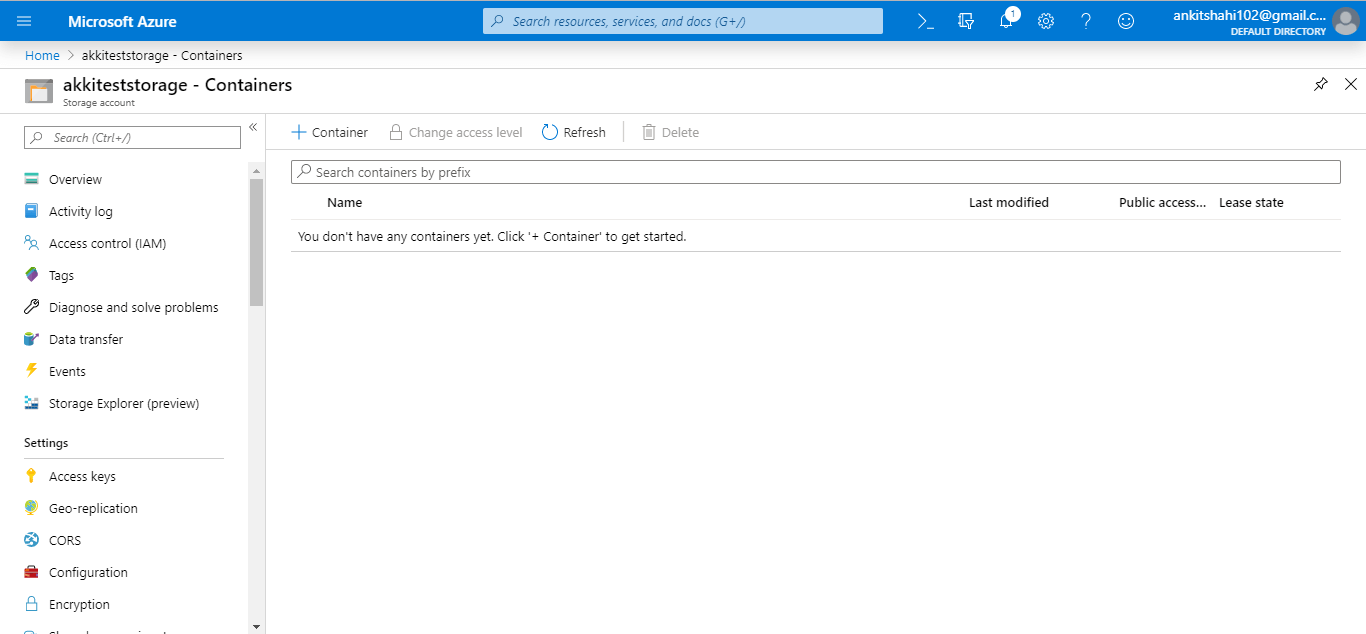 Microsoft Azure
Search resources, services, and docs (G+/)
1
ankitshahi102@gmail.c...
DEFAULT DIRECTORY
Home > akkiteststorage - Containers
akkiteststorage - Containers
Storage account
Search (Ctrl+/)
«
Overview
Activity log
Access control (IAM)
Tags
Diagnose and solve problems
Data transfer
Events
Storage Explorer (preview)
Settings
Access keys
Geo-replication
CORS
Configuration
Encryption
Container
Change access level
Refresh
Delete
Search containers by prefix
Name Last modified Public access... Lease state
You don't have any containers yet. Click '+ Container' to get started.